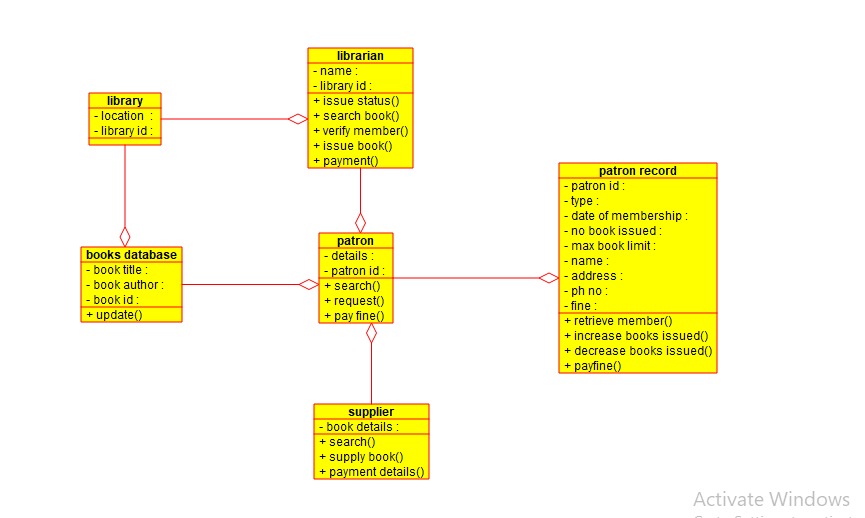 librarian
- name :
- library id :
+ issue status()
+ search book()
+ verify member()
+ issue book()
+ payment()
library
- location :
- library id :
patron record
- patron id :
- type :
- date of membership :
- no book issued :
- max book limit :
- name :
- address :
- ph no :
- fine :
+ retrieve member()
+ increase books issued()
+ decrease books issued()
+ payfine()
patron
- details :
- patron id :
+ search()
+ request()
+ pay fine()
books database
- book title :
- book author :
- book id :
+ update()
supplier
- book details :
+ search()
+ supply book()
+ payment details()
Activate Windows